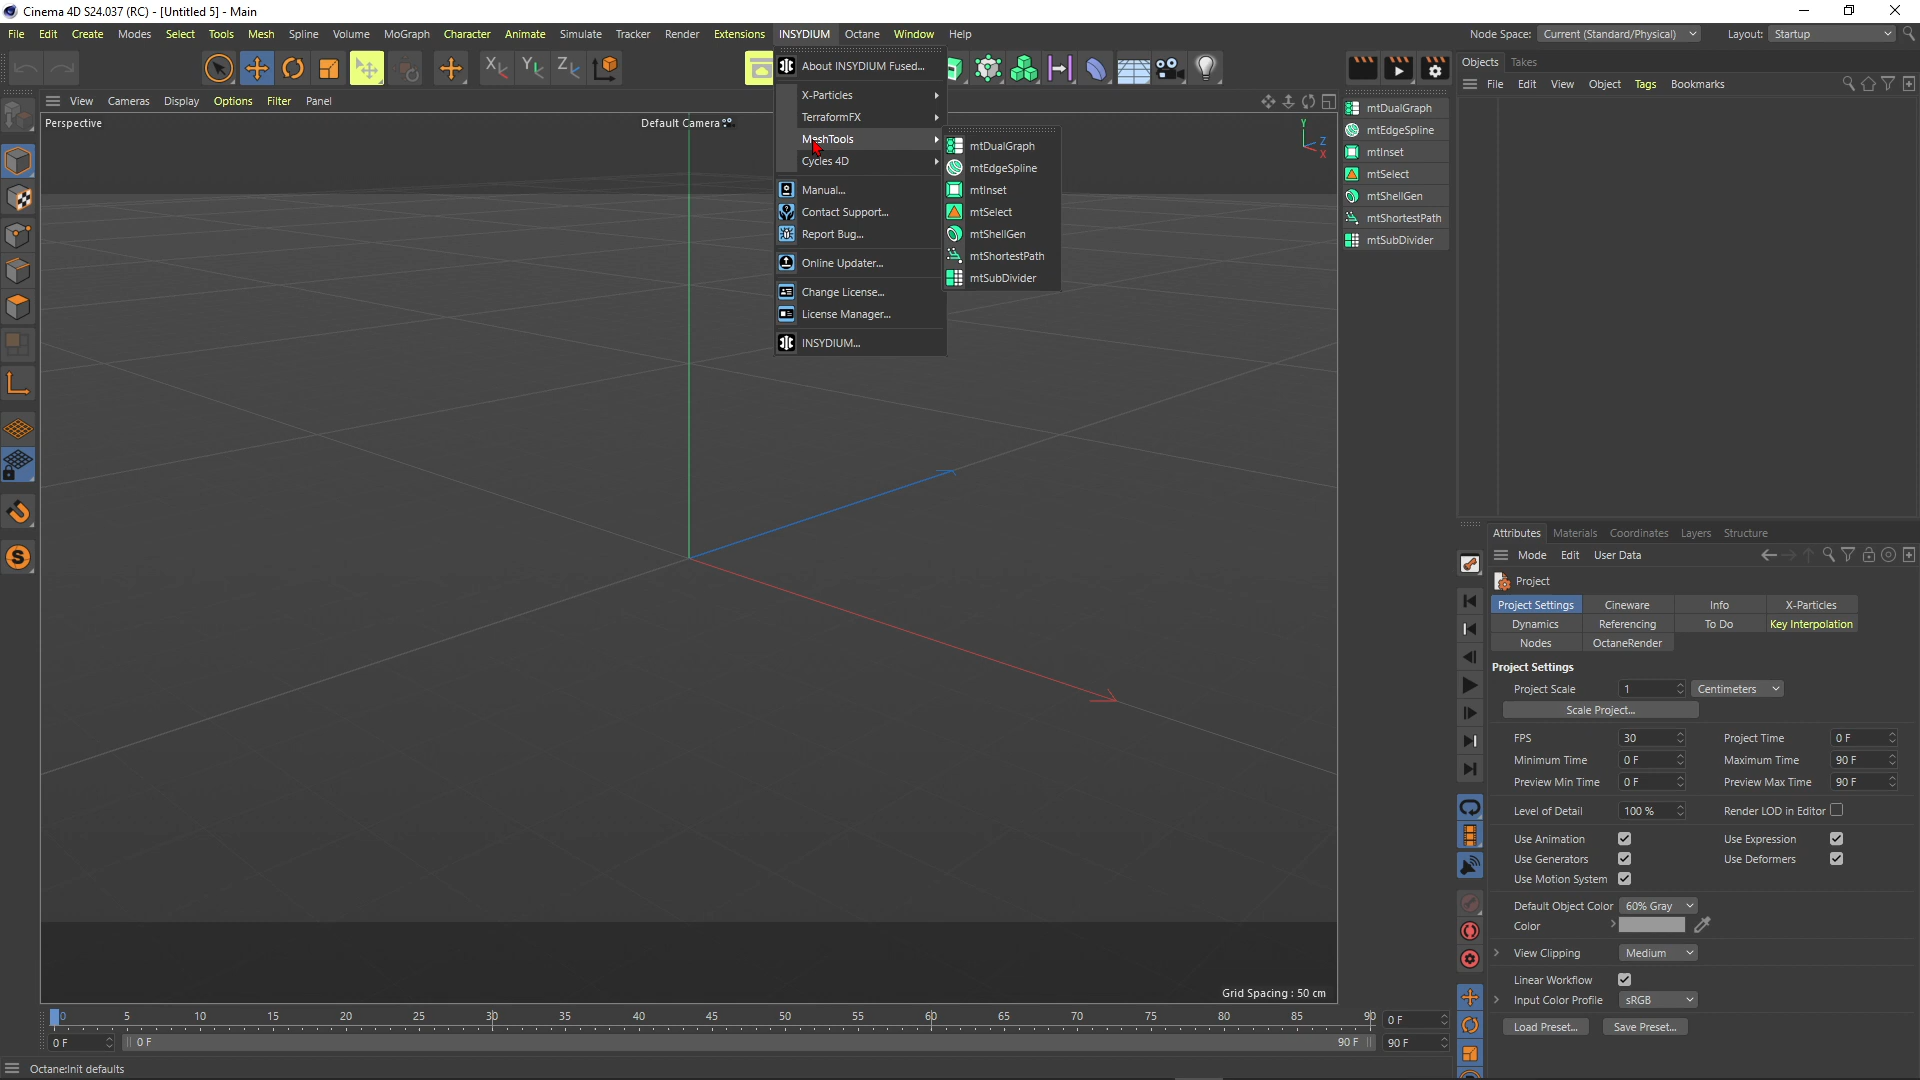 Cinema 4D S24.037 (RC) - [Untitled 5] - Main
File Edit Create Modes Select Tools Mesh Spline Volume MoGraph Character Animate Simulate Tracker Render Extensions INSYDIUM Octane Window Help
Node Space: Current (Standard/Physical) Layout: Startup
X Y Z
View Cameras Display Options Filter Panel
Perspective
Default Camera
Y
Z
X
About INSYDIUM Fused...
X-Particles
TerraformFX
MeshTools
Cycles 4D
Manual...
Contact Support...
Report Bug...
Online Updater...
Change License...
License Manager...
INSYDIUM...
mtDualGraph
mtEdgeSpline
mtInset
mtSelect
mtShellGen
mtShortestPath
mtSubDivider
mtDualGraph
mtEdgeSpline
mtInset
mtSelect
mtShellGen
mtShortestPath
mtSubDivider
Grid Spacing : 50 cm
0 5 10 15 20 25 30 35 40 45 50 55 60 65 70 75 80 85 90
0 F
0 F
0 F
90 F
90 F
Octane:Init defaults
Objects Takes
File Edit View Object Tags Bookmarks
Attributes Materials Coordinates Layers Structure
Mode Edit User Data
Project
Project Settings Cineware Info X-Particles
Dynamics Referencing To Do Key Interpolation
Nodes OctaneRender
Project Settings
Project Scale 1 Centimeters
Scale Project...
FPS 30 Project Time 0 F
Minimum Time 0 F Maximum Time 90 F
Preview Min Time 0 F Preview Max Time 90 F
Level of Detail 100 % Render LOD in Editor
Use Animation Use Expression
Use Generators Use Deformers
Use Motion System
Default Object Color 60% Gray
Color
View Clipping Medium
Linear Workflow
Input Color Profile sRGB
Load Preset... Save Preset...